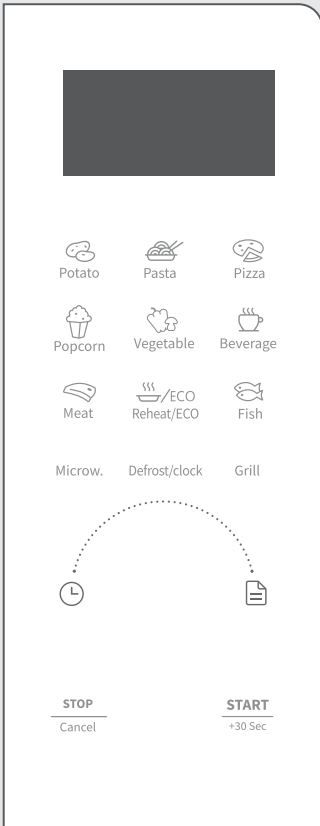 Potato Pasta Pizza
Popcorn Vegetable Beverage
/ECO
Meat Reheat/ECO Fish
Microw. Defrost/clock Grill
STOP START
Cancel +30 Sec